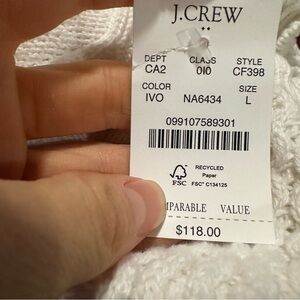 J.CREW
DEPT CLASS STYLE
CA2 010 CF398
COLOR SIZE
IVO NA6434 L
099107589301
RECYCLED
Paper
FSC FSC® C134125
MPARABLE VALUE
$118.00